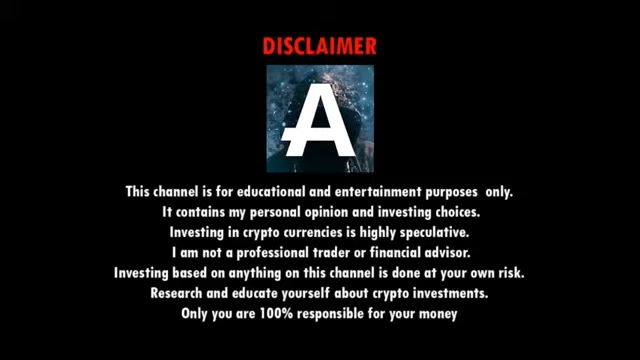 DISCLAIMER
A
This channel is for educational and entertainment purposes only.
It contains my personal opinion and investing choices.
Investing in crypto currencies is highly speculative.
I am not a professional trader or financial advisor.
Investing based on anything on this channel is done at your own risk.
Research and educate yourself about crypto investments.
Only you are 100% responsible for your money